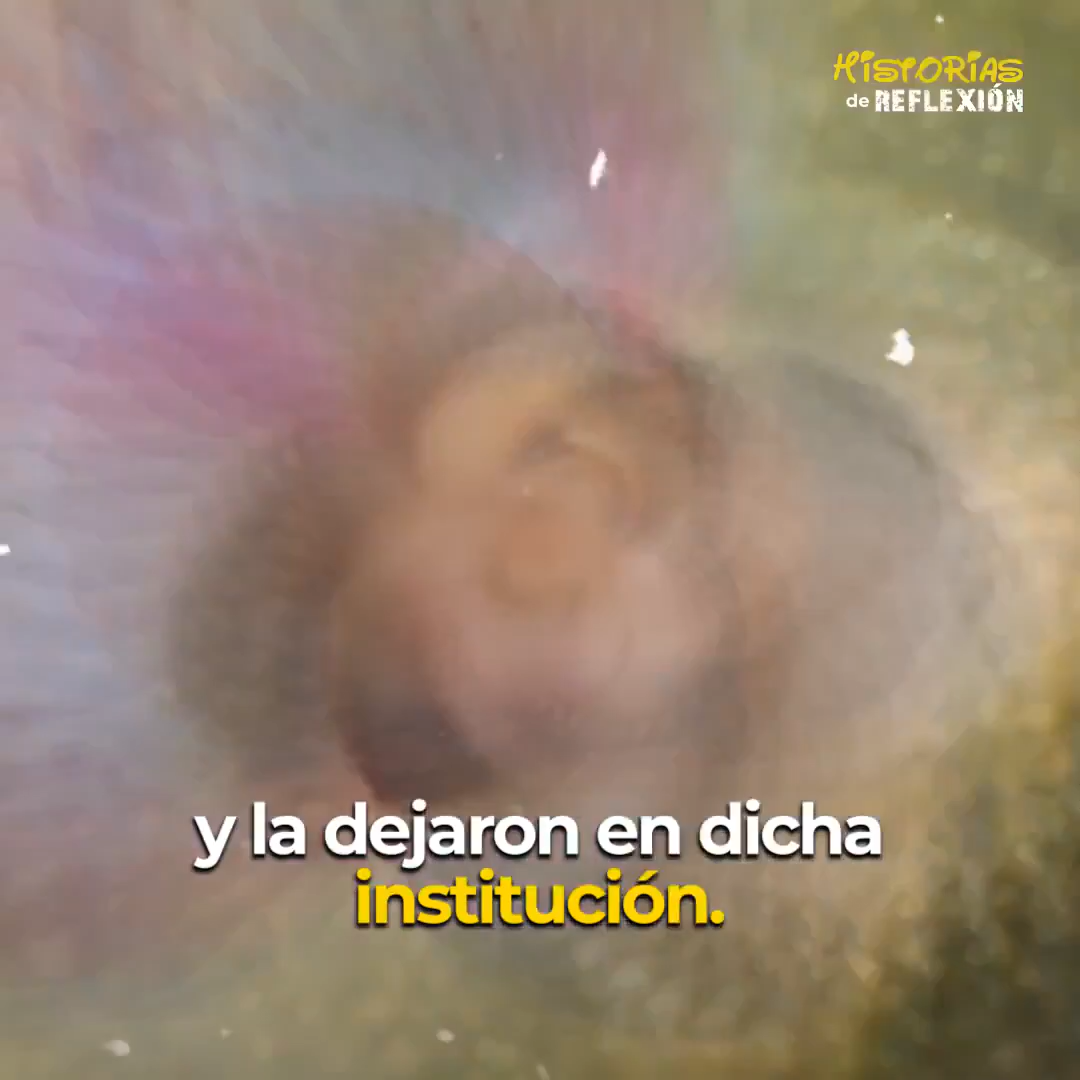 HISTORIAS
de REFLEXIÓN
y la dejaron en dicha
institución.